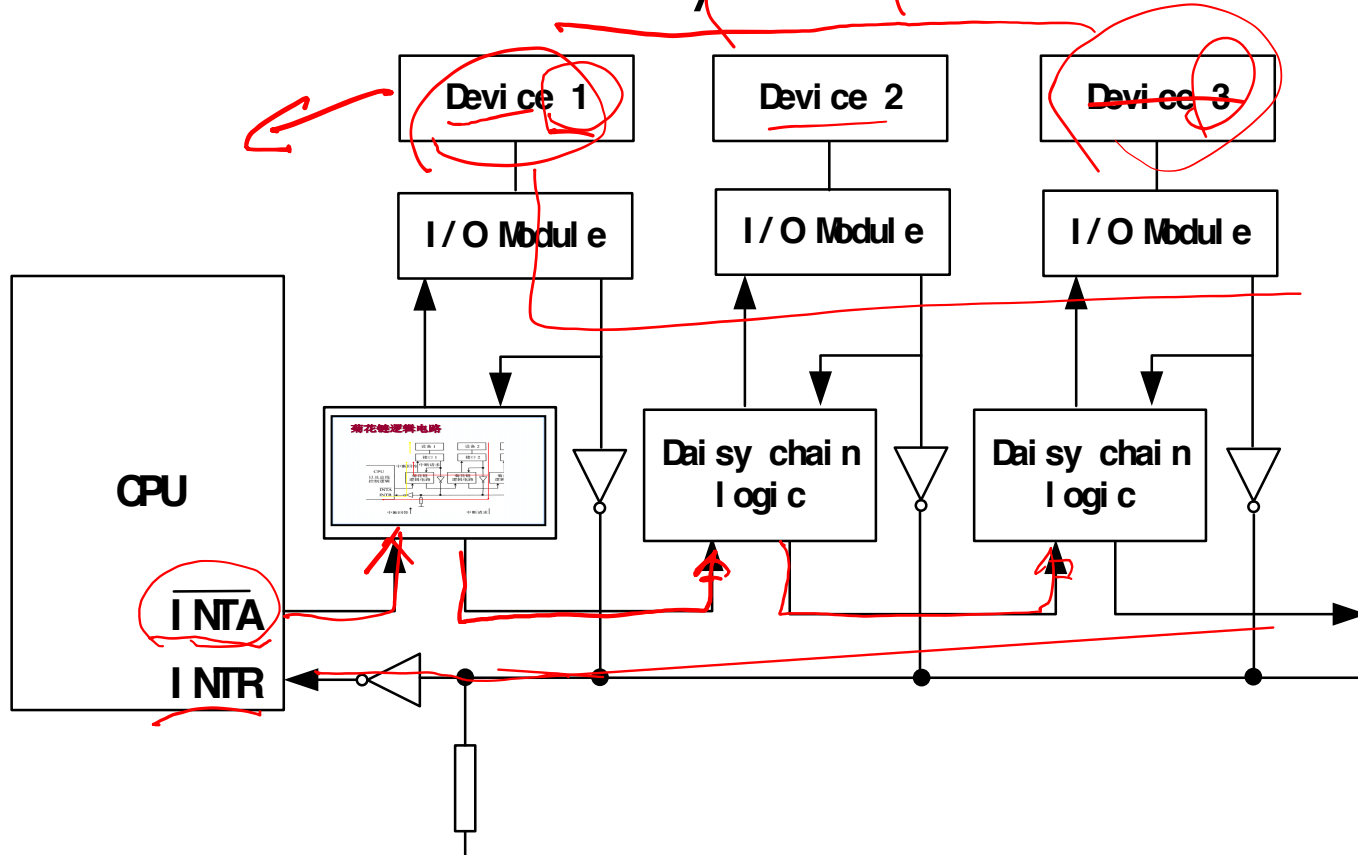 Device 1
Device 2
Device 3
I/O Module
I/O Module
I/O Module
菊花链逻辑电路
Daisy chain
logic
Daisy chain
logic
CPU
INTA
INTR